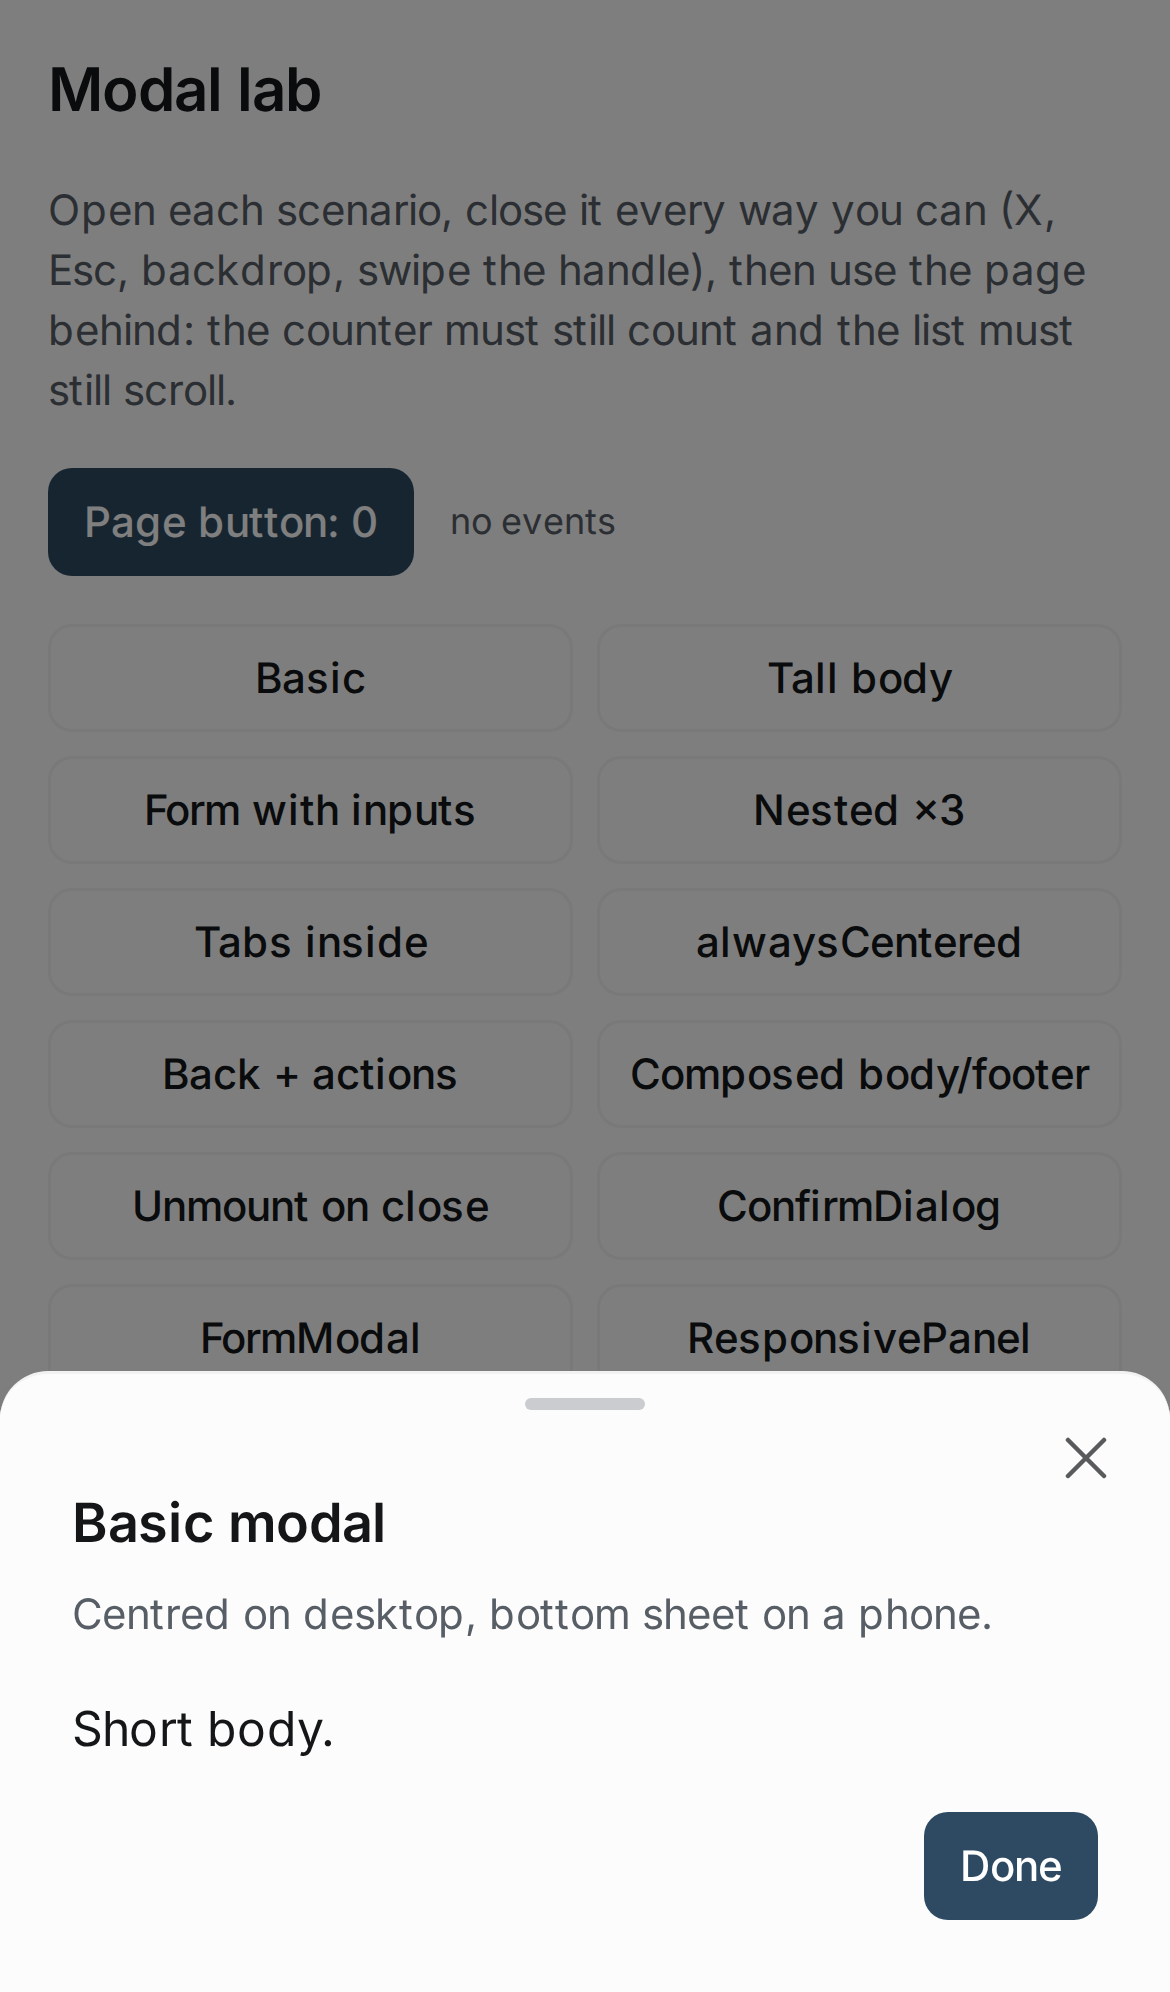 Modal lab
Open each scenario, close it every way you can (X,
Esc, backdrop, swipe the handle), then use the page
behind: the counter must still count and the list must
still scroll.
Page button: 0
no events
Basic
Tall body
Form with inputs
Nested ×3
Tabs inside
alwaysCentered
Back + actions
Composed body/footer
Unmount on close
ConfirmDialog
FormModal
ResponsivePanel
Basic modal
Centred on desktop, bottom sheet on a phone.
Short body.
Done